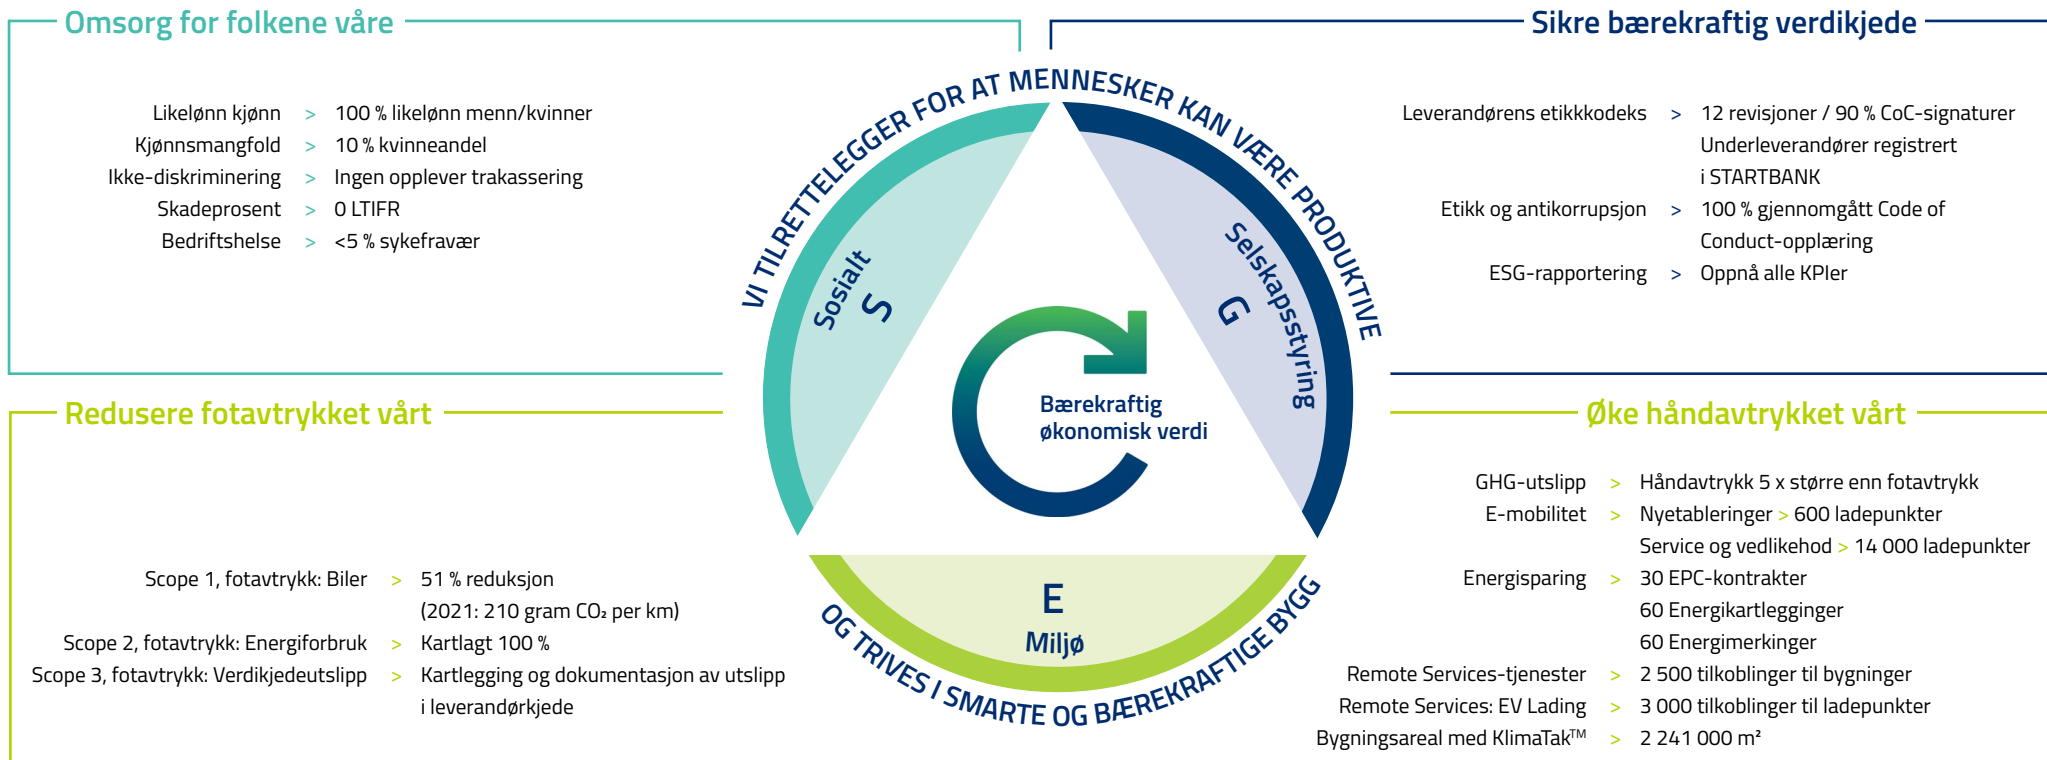 Omsorg for folkene våre
Likelønn kjønn > 100 % likelønn menn/kvinner
Kjønnsmangfold > 10 % kvinneandel
Ikke-diskriminering > Ingen opplever trakassering
Skadeprosent > 0 LTIFR
Bedriftshelse > <5 % sykefravær
Sikre bærekraftig verdikjede
Leverandørens etikkkodeks > 12 revisjoner / 90 % CoC-signaturer
Underleverandører registrert
i STARTBANK
Etikk og antikorrupsjon > 100 % gjennomgått Code of
Conduct-opplæring
ESG-rapportering > Oppnå alle KPIer
VI TILRETTELEGGER FOR AT MENNESKER KAN VÆRE PRODUKTIVE
Sosialt
S
Selskapsstyring
G
Bærekraftig
økonomisk verdi
E
Miljø
OG TRIVES I SMARTE OG BÆREKRAFTIGE BYGG
Redusere fotavtrykket vårt
Scope 1, fotavtrykk: Biler > 51 % reduksjon
(2021: 210 gram CO₂ per km)
Scope 2, fotavtrykk: Energiforbruk > Kartlagt 100 %
Scope 3, fotavtrykk: Verdikjedeutslipp > Kartlegging og dokumentasjon av utslipp
i leverandørkjede
Øke håndavtrykket vårt
GHG-utslipp > Håndavtrykk 5 x større enn fotavtrykk
E-mobilitet > Nyetableringer > 600 ladepunkter
Service og vedlikehod > 14 000 ladepunkter
Energisparing > 30 EPC-kontrakter
60 Energikartlegginger
60 Energimerkinger
Remote Services-tjenester > 2 500 tilkoblinger til bygninger
Remote Services: EV Lading > 3 000 tilkoblinger til ladepunkter
Bygningsareal med KlimaTak™ > 2 241 000 m²